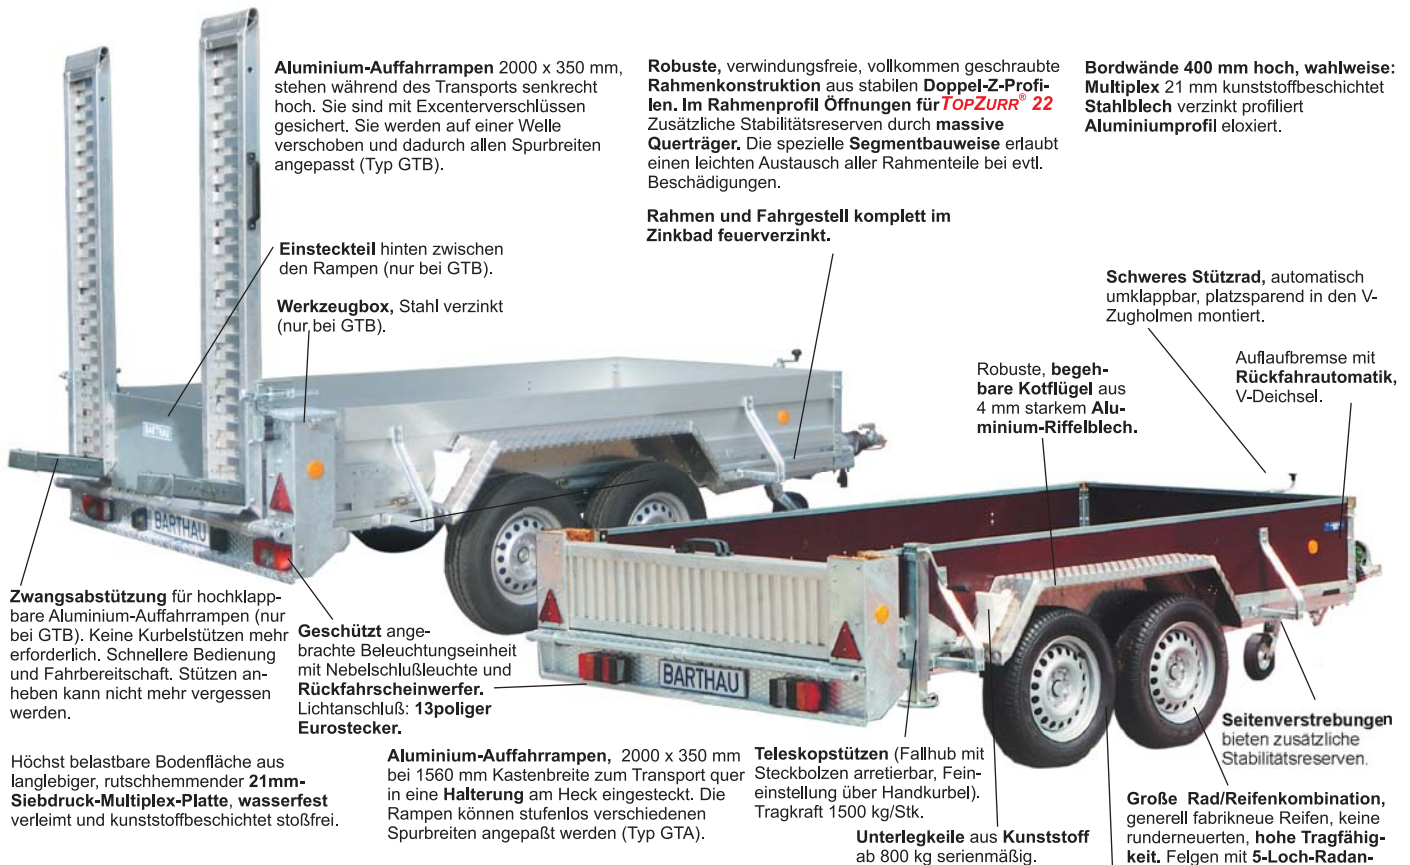 Aluminium-Auffahrrampen 2000 x 350 mm,
stehen während des Transports senkrecht
hoch. Sie sind mit Excenterverschlüssen
gesichert. Sie werden auf einer Welle
verschoben und dadurch allen Spurbreiten
angepasst (Typ GTB).
Robuste, verwindungsfreie, vollkommen geschraubte
Rahmenkonstruktion aus stabilen Doppel-Z-Profi-
len. Im Rahmenprofil Öffnungen für TOPZURR® 22
Zusätzliche Stabilitätsreserven durch massive
Querträger. Die spezielle Segmentbauweise erlaubt
einen leichten Austausch aller Rahmenteile bei evtl.
Beschädigungen.
Rahmen und Fahrgestell komplett im
Zinkbad feuerverzinkt.
Bordwände 400 mm hoch, wahlweise:
Multiplex 21 mm kunststoffbeschichtet
Stahlblech verzinkt profiliert
Aluminiumprofil eloxiert.
Einsteckteil hinten zwischen
den Rampen (nur bei GTB).
Werkzeugbox, Stahl verzinkt
(nur bei GTB).
Schweres Stützrad, automatisch
umklappbar, platzsparend in den V-
Zugholmen montiert.
Robuste, begeh-
bare Kotflügel aus
4 mm starkem Alu-
minium-Riffelblech.
Auflaufbremse mit
Rückfahrautomatik,
V-Deichsel.
BARTHAU
BARTHAU
BARTHAU
Zwangsabstützung für hochklapp-
bare Aluminium-Auffahrrampen (nur
bei GTB). Keine Kurbelstützen mehr
erforderlich. Schnellere Bedienung
und Fahrbereitschaft. Stützen an-
heben kann nicht mehr vergessen
werden.
Geschützt ange-
brachte Beleuchtungseinheit
mit Nebelschlußleuchte und
Rückfahrscheinwerfer.
Lichtanschluß: 13poliger
Eurostecker.
Höchst belastbare Bodenfläche aus
langlebiger, rutschhemmender 21mm-
Siebdruck-Multiplex-Platte, wasserfest
verleimt und kunststoffbeschichtet stoßfrei.
Aluminium-Auffahrrampen, 2000 x 350 mm
bei 1560 mm Kastenbreite zum Transport quer
in eine Halterung am Heck eingesteckt. Die
Rampen können stufenlos verschiedenen
Spurbreiten angepaßt werden (Typ GTA).
Teleskopstützen (Fallhub mit
Steckbolzen arretierbar, Fein-
einstellung über Handkurbel).
Tragkraft 1500 kg/Stk.
Unterlegkeile aus Kunststoff
ab 800 kg serienmäßig.
Seitenverstrebungen
bieten zusätzliche
Stabilitätsreserven.
Große Rad/Reifenkombination,
generell fabrikneue Reifen, keine
runderneuerten, hohe Tragfähig-
keit. Felgen mit 5-Loch-Radan-